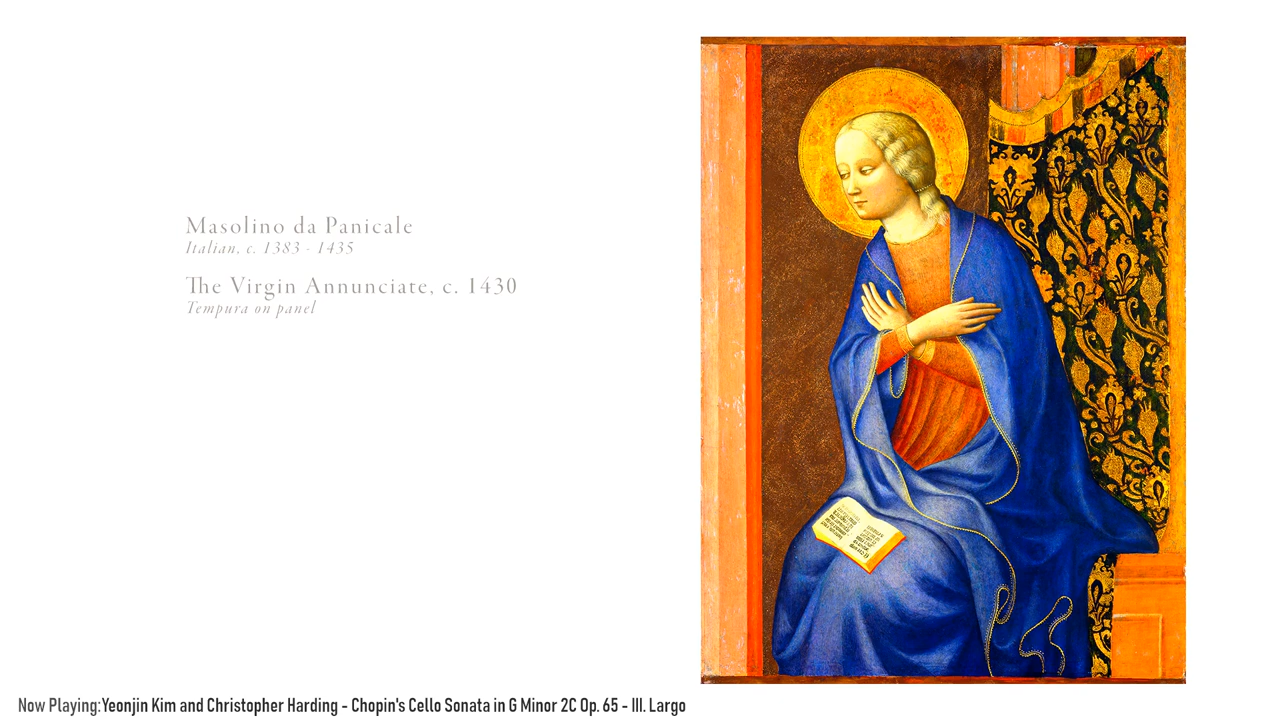 Masolino da Panicale
Italian, c. 1383 - 1435
The Virgin Annunciate, c. 1430
Tempura on panel
Now Playing: Yeonjin Kim and Christopher Harding - Chopin's Cello Sonata in G Minor 2C Op. 65 - III. Largo